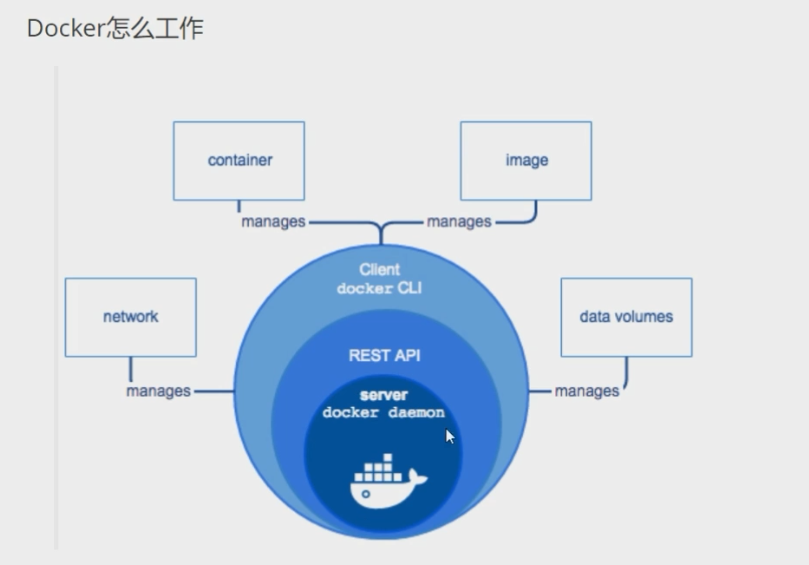 Docker怎么工作
container
image
manages
manages
Client
docker CLI
network
data volumes
REST API
manages
manages
server
docker daemon